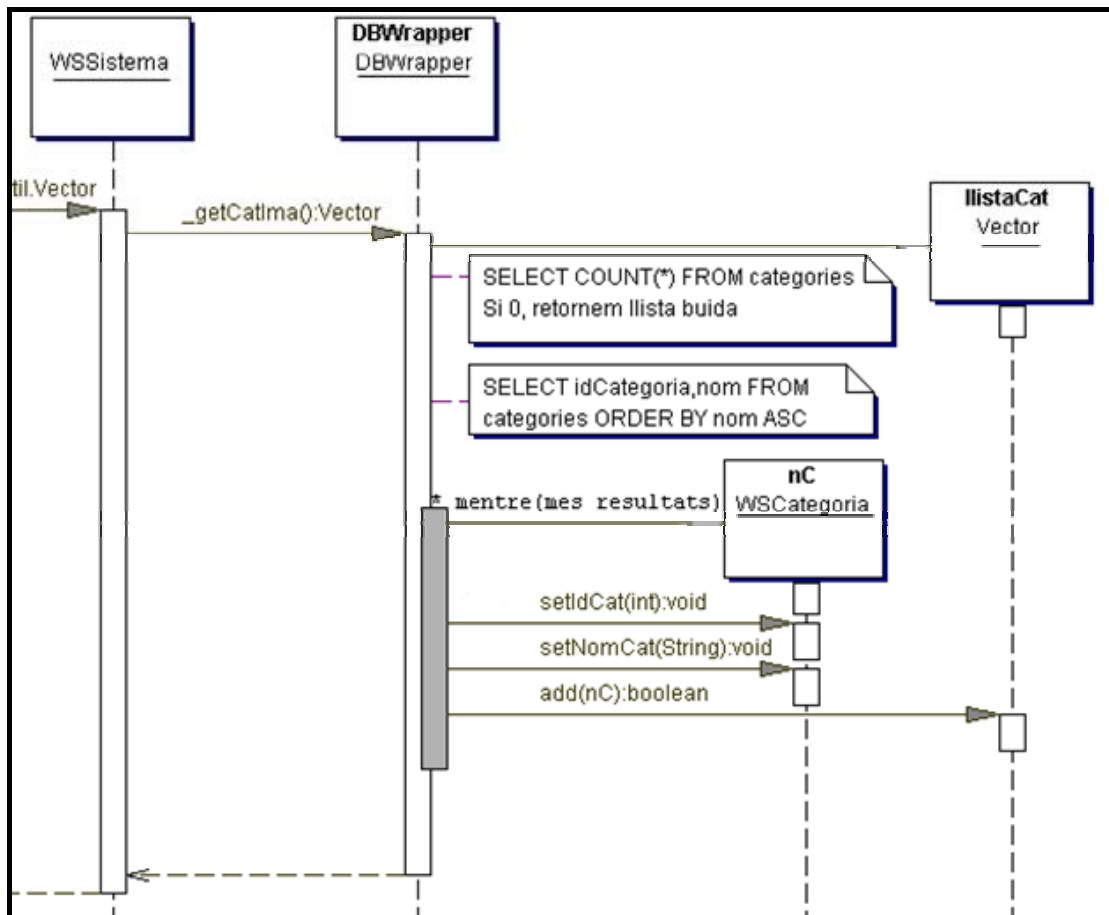 WSSistema
DBWrapper
DBWrapper
til.Vector
_getCatIma():Vector
llistaCat
Vector
SELECT COUNT(*) FROM categories
Si 0, retornem llista buida
SELECT idCategoria,nom FROM
categories ORDER BY nom ASC
nC
WSCategoria
* mentre(mes resultats)
setIdCat(int):void
setNomCat(String):void
add(nC):boolean